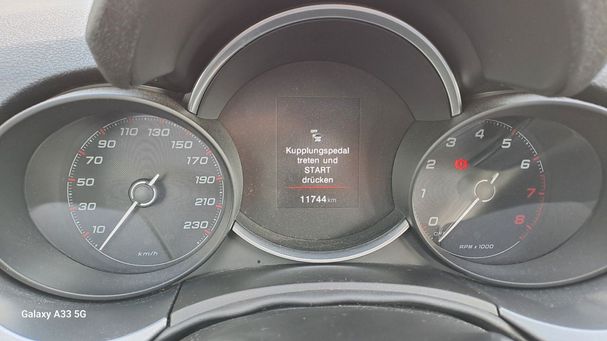 110 130
90 150
70 170
50 190
30 210
10 230
km/h
Kupplungspedal
treten und
START
drücken
11744 km
4 5
3 6
2 7
1 8
0
RPM x 1000
Galaxy A33 5G